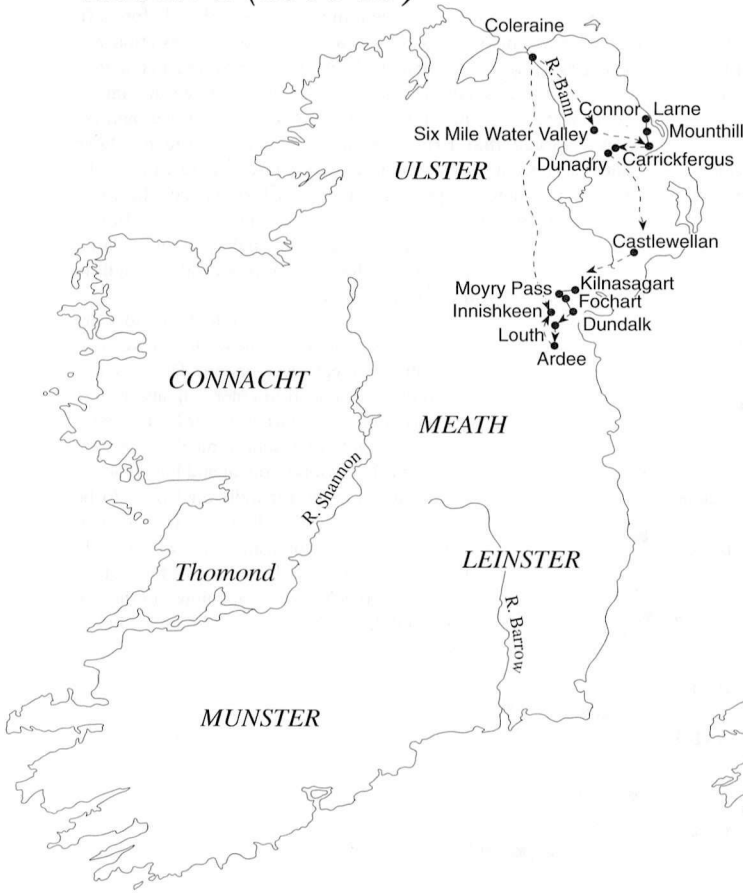 Coleraine
R. Bann
Connor
Larne
Six Mile Water Valley
Mounthill
Dunadry
Carrickfergus
ULSTER
Castlewellan
Moyry Pass
Kilnasagart
Fochart
Innishkeen
Dundalk
Louth
Ardee
CONNACHT
MEATH
R. Shannon
LEINSTER
Thomond
R. Barrow
MUNSTER